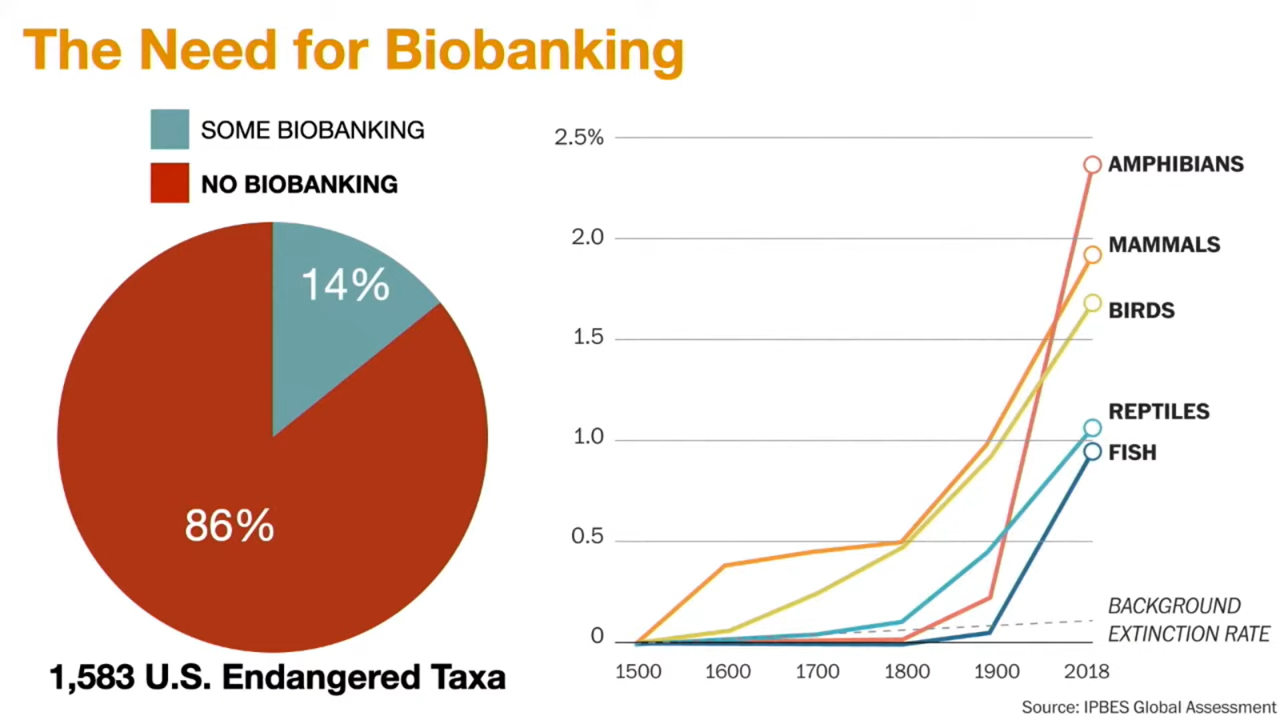 The Need for Biobanking
SOME BIOBANKING
NO BIOBANKING
14%
86%
1,583 U.S. Endangered Taxa
2.5%
2.0
1.5
1.0
0.5
0
1500 1600 1700 1800 1900 2018
AMPHIBIANS
MAMMALS
BIRDS
REPTILES
FISH
BACKGROUND
EXTINCTION RATE
Source: IPBES Global Assessment